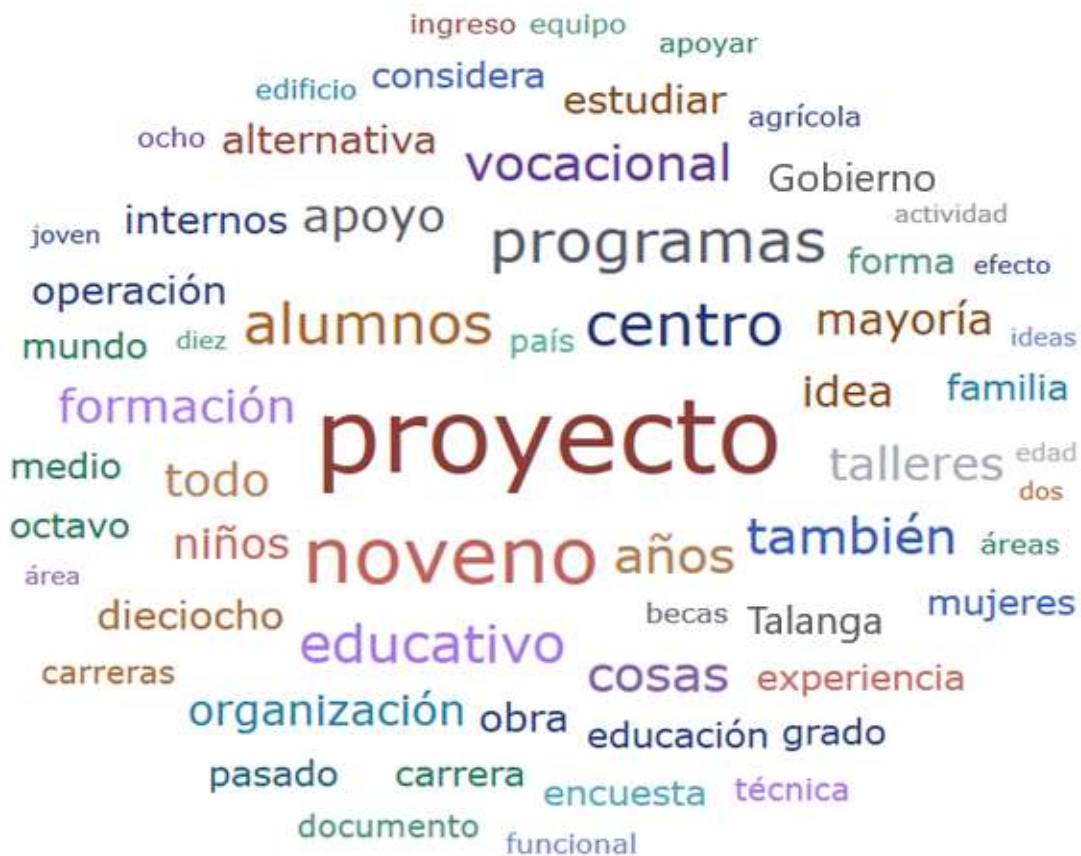 ingreso equipo apoyar
edificio considera estudiar agrícola
ocho alternativa vocacional Gobierno
joven internos apoyo programas actividad
operación forma efecto
mundo diez alumnos país centro mayoría ideas
formación proyecto idea familia
medio todo talleres edad
dos
octavo niños noveno años también áreas
área
dieciocho educativo becas Talanga mujeres
carreras cosas experiencia
organización obra educación grado
pasado carrera encuesta técnica
documento funcional